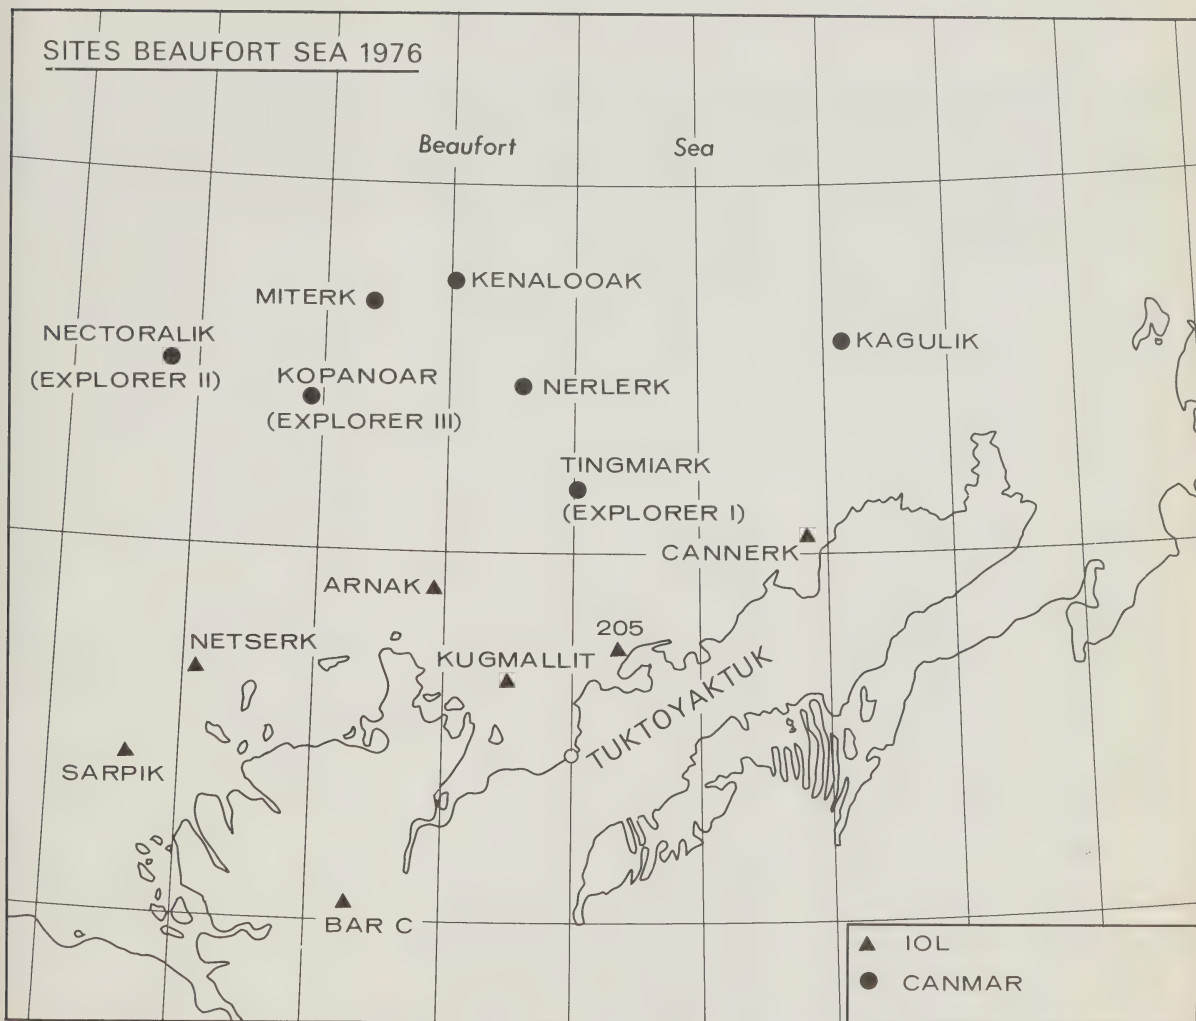 SITES BEAUFORT SEA 1976
Beaufort Sea
KENALOOAK
MITERK
NECTORALIK
(EXPLORER II)
KOPANOAR
(EXPLORER III)
KAGULIK
NERLERK
TINGMIARK
(EXPLORER I)
CANNERK
ARNAK
205
NETSERK
KUGMALLIT
TUKTOYAKTUK
SARPIK
BAR C
IOL
CANMAR